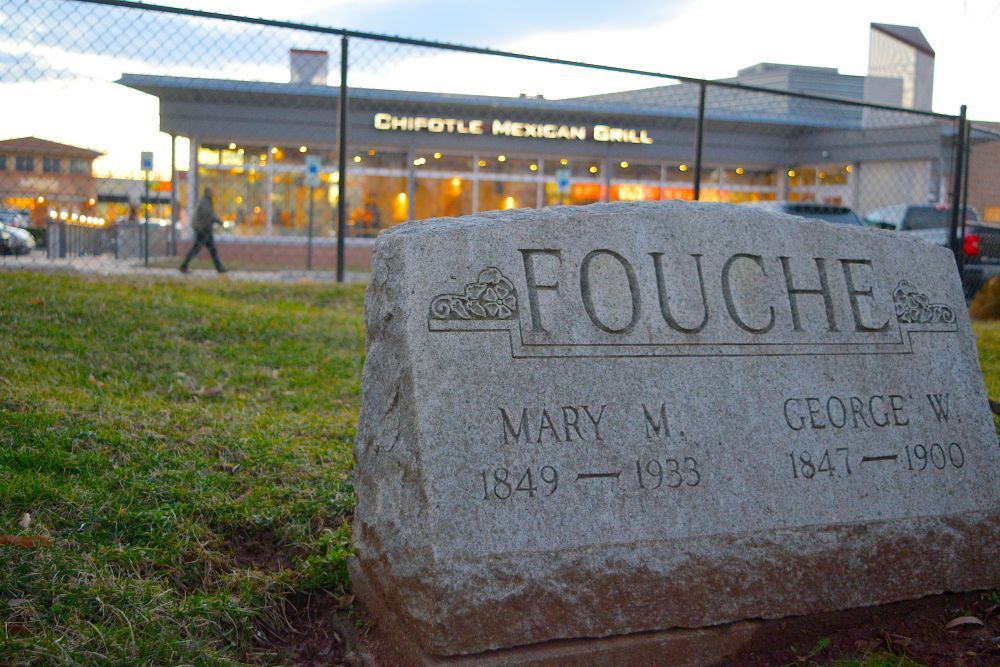 CHIPOTLE MEXICAN GRILL
FOUCHE
MARY M.
1849 — 1933
GEORGE W.
1847 — 1900